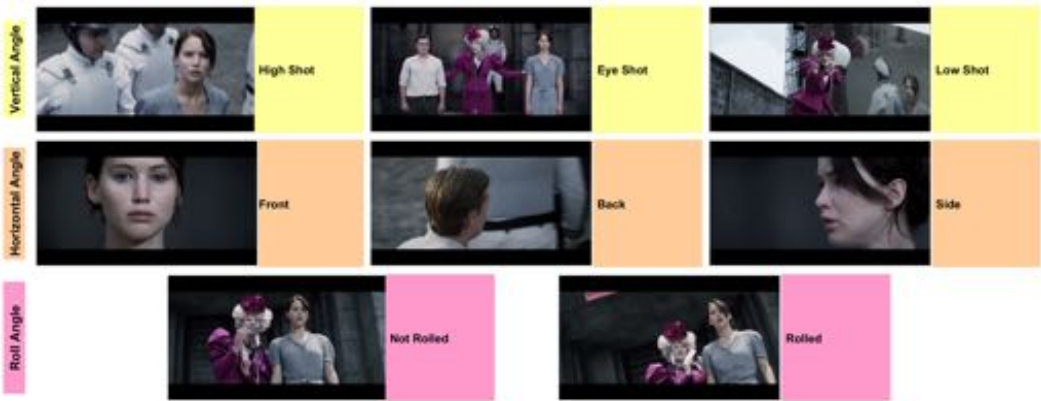 Vertical Angle
High Shot
Eye Shot
Low Shot
Horizontal Angle
Front
Back
Side
Roll Angle
Not Rolled
Rolled